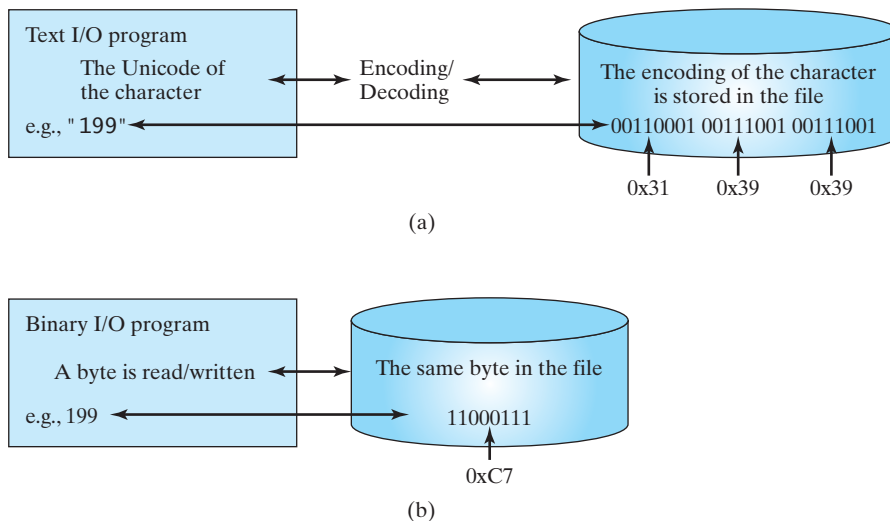 Text I/O program
The Unicode of
the character
e.g., "199"
Encoding/
Decoding
The encoding of the character
is stored in the file
00110001 00111001 00111001
0x31 0x39 0x39
(a)
Binary I/O program
A byte is read/written
e.g., 199
The same byte in the file
11000111
0xC7
(b)